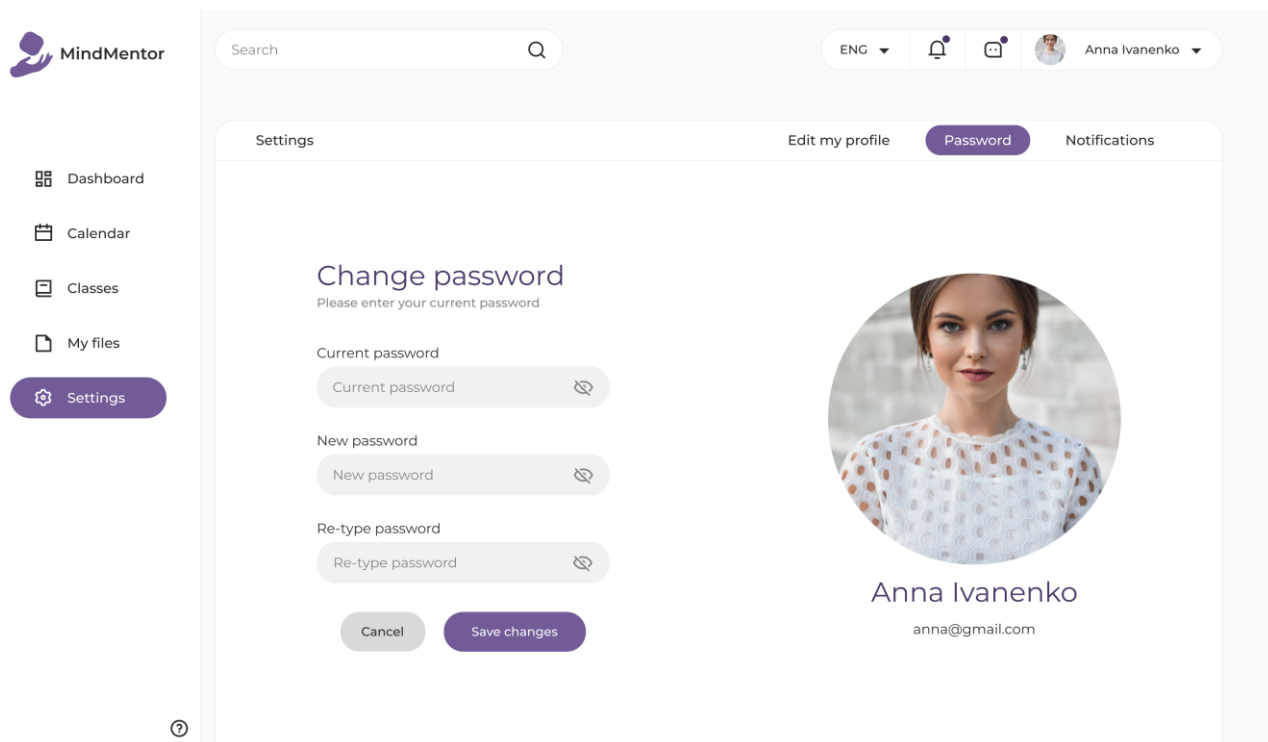 MindMentor
Search
ENG
Anna Ivanenko
Dashboard
Calendar
Classes
My files
Settings
Settings
Edit my profile
Password
Notifications
Change password
Please enter your current password
Current password
Current password
New password
New password
Re-type password
Re-type password
Cancel
Save changes
Anna Ivanenko
anna@gmail.com